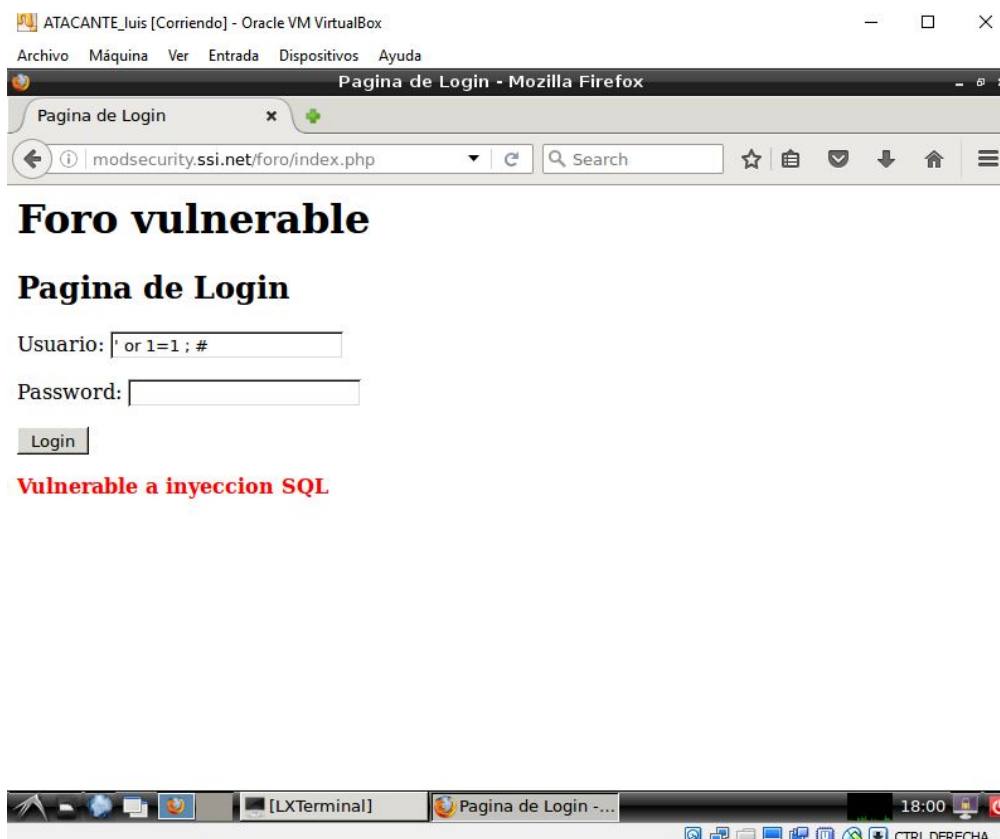 ATACANTE_luis [Corriendo] - Oracle VM VirtualBox
Archivo Máquina Ver Entrada Dispositivos Ayuda
Pagina de Login - Mozilla Firefox
Pagina de Login
modsecurity.ssi.net/foro/index.php
Search
Foro vulnerable
Pagina de Login
Usuario: ' or 1=1 ; #
Password:
Login
Vulnerable a inyeccion SQL
[LXTerminal]
Pagina de Login -...
18:00
CTRL DERECHA